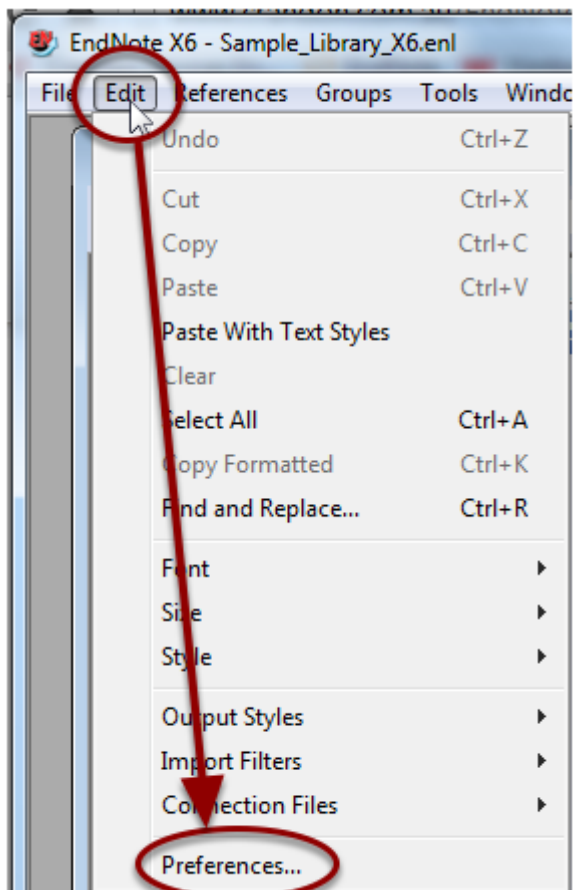 EndNote X6 - Sample_Library_X6.enl
File Edit References Groups Tools
Undo Ctrl+Z
Cut Ctrl+X
Copy Ctrl+C
Paste Ctrl+V
Paste With Text Styles
Clear
Select All Ctrl+A
Copy Formatted Ctrl+K
Find and Replace... Ctrl+R
Font
Size
Style
Output Styles
Import Filters
Connection Files
Preferences...